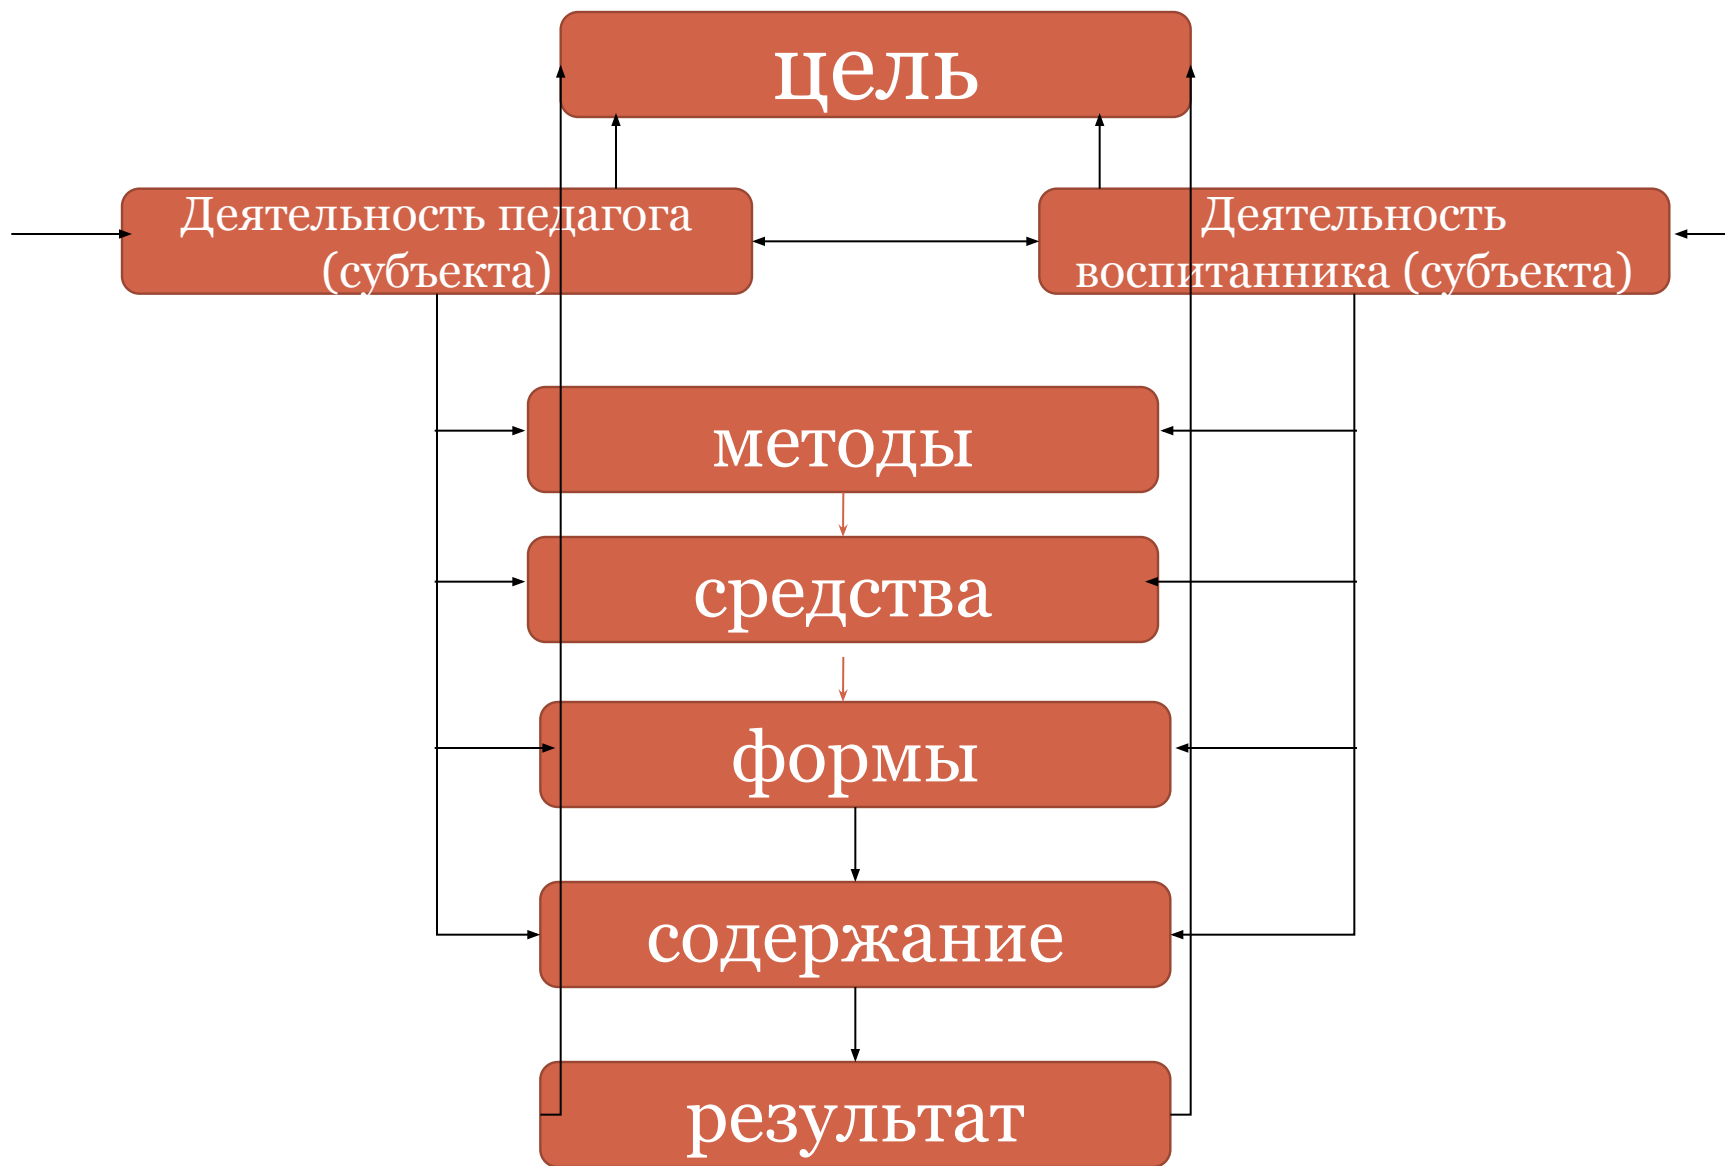 цель
Деятельность педагога
(субъекта)
Деятельность
воспитанника (субъекта)
методы
средства
формы
содержание
результат